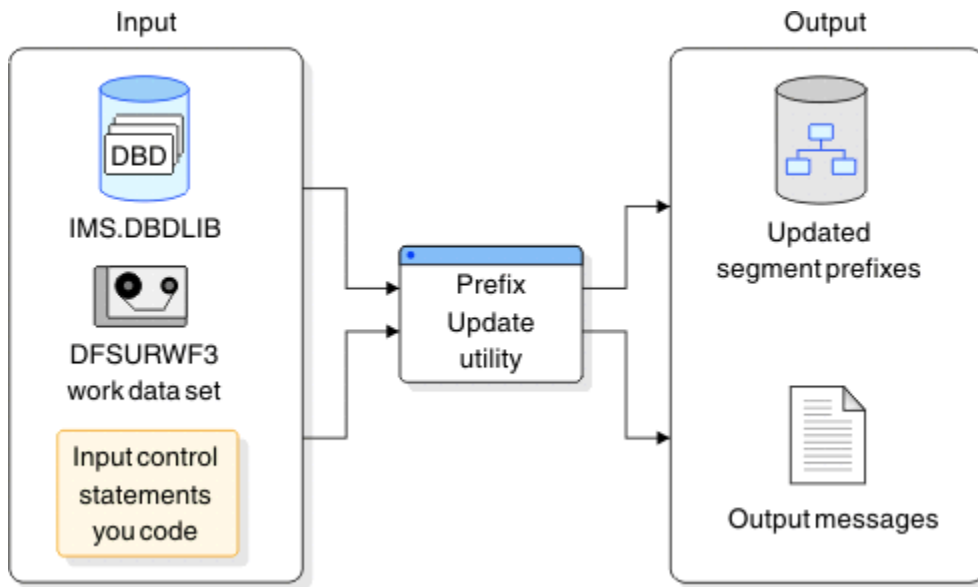 Input
DBD
IMS.DBDLIB
DFSURWF3
work data set
Input control
statements
you code
Prefix
Update
utility
Output
Updated
segment prefixes
Output messages